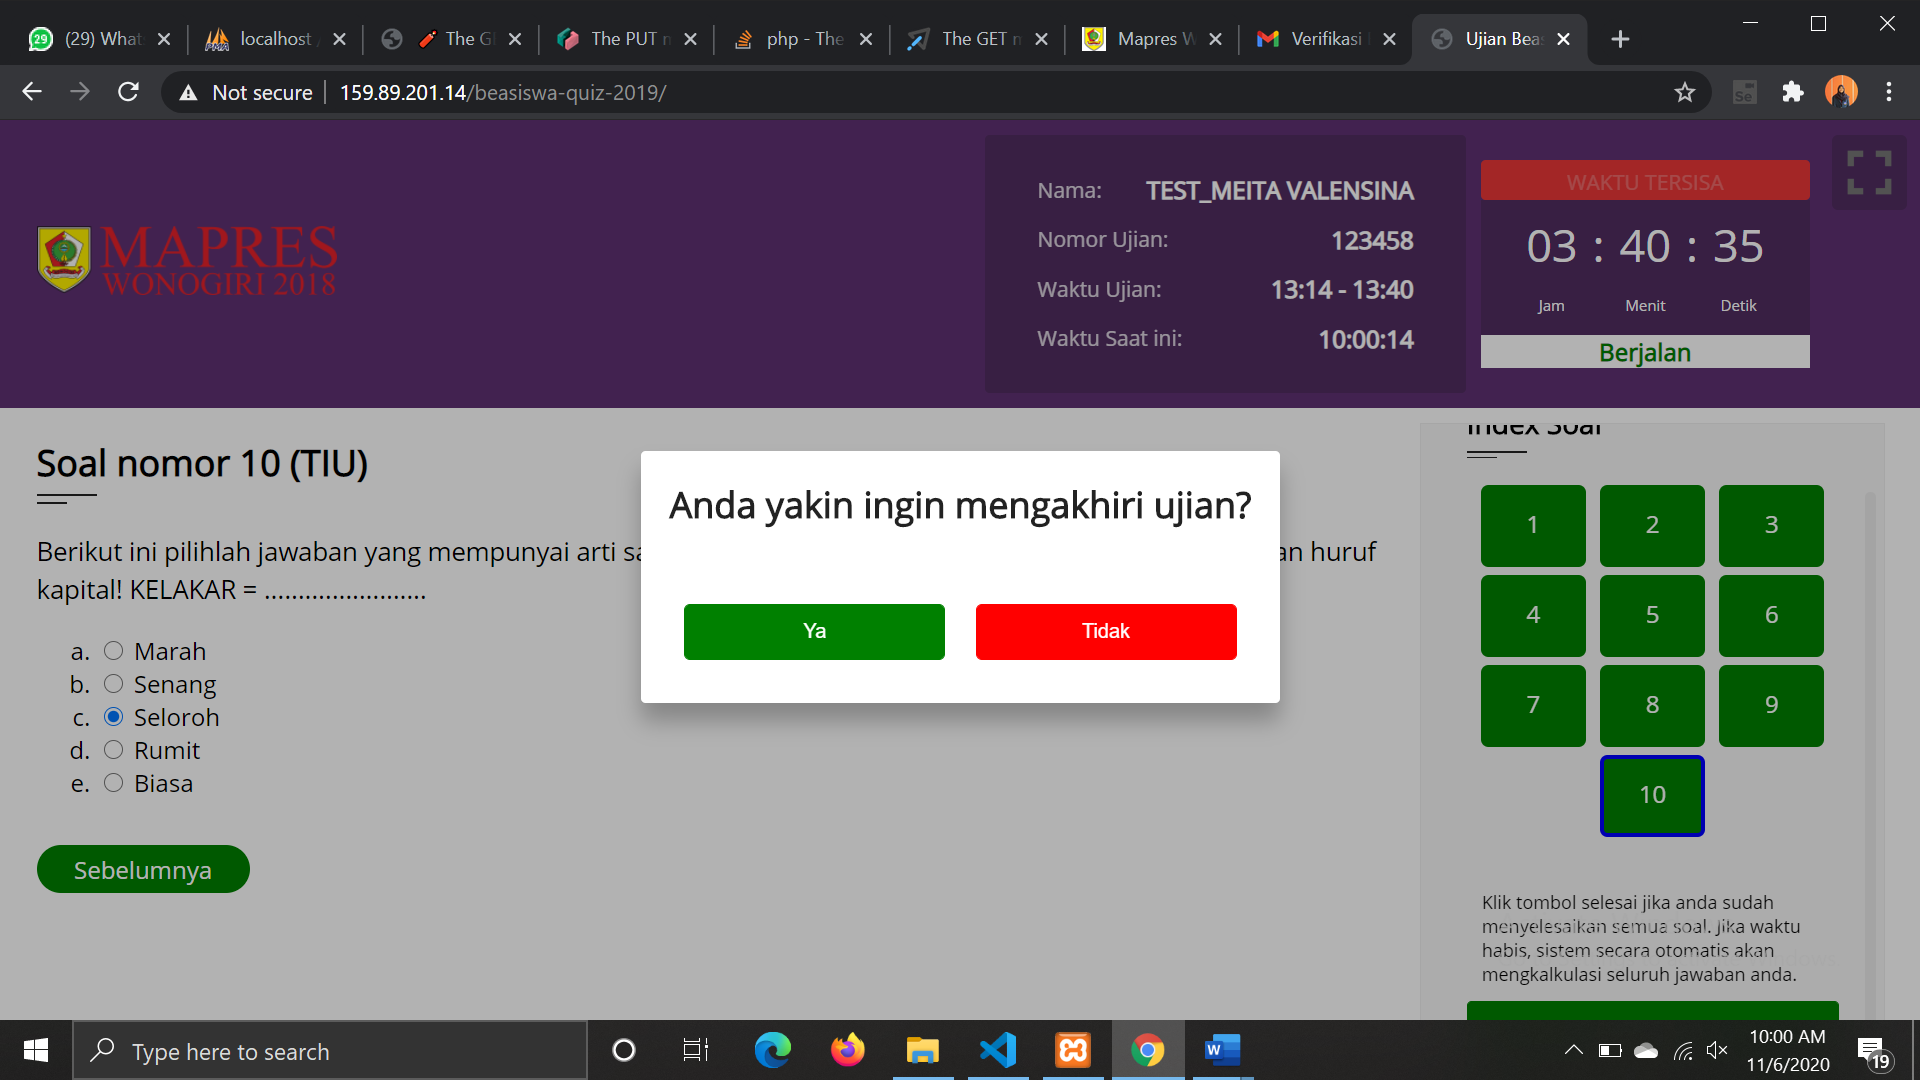 29 (29) What
localhost
The G
The PUT
php - The
The GET
Mapres W
Verifikasi
Ujian Beas
Not secure
159.89.201.14/beasiswa-quiz-2019/
Se
MAPRES
WONOGIRI 2018
Nama: TEST_MEITA VALENSINA
Nomor Ujian: 123458
Waktu Ujian: 13:14 - 13:40
Waktu Saat ini: 10:00:14
WAKTU TERSISA
03 : 40 : 35
Jam Menit Detik
Berjalan
Soal nomor 10 (TIU)
Berikut ini pilihlah jawaban yang mempunyai arti huruf
kapital! KELAKAR = ........................
a. Marah
b. Senang
c. Seloroh
d. Rumit
e. Biasa
Sebelumnya
Anda yakin ingin mengakhiri ujian?
Ya Tidak
Index Soal
1 2 3
4 5 6
7 8 9
10
Klik tombol selesai jika anda sudah
menyelesaikan semua soal. Jika waktu
habis, sistem secara otomatis akan
mengkalkulasi seluruh jawaban anda.
Type here to search
10:00 AM
11/6/2020
19